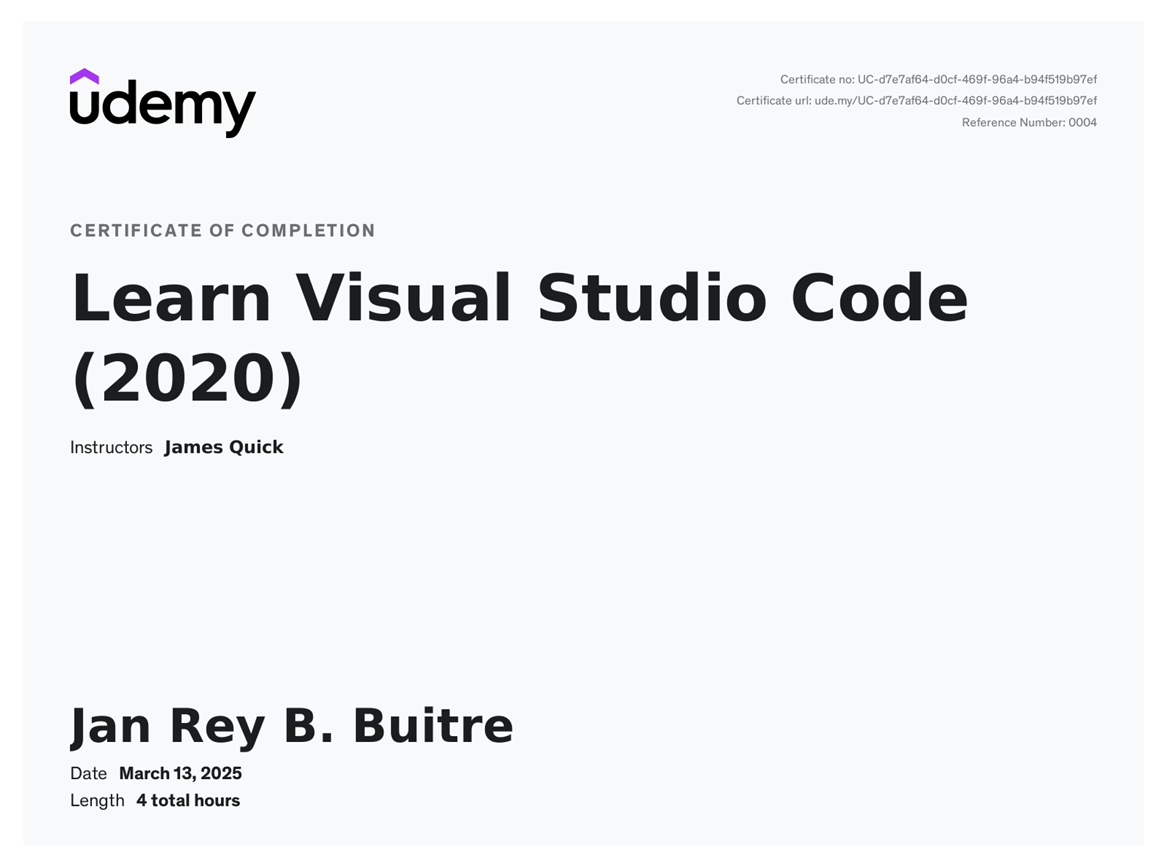 udemy
Certificate no: UC-d7e7af64-d0cf-469f-96a4-b94f519b97ef
Certificate url: ude.my/UC-d7e7af64-d0cf-469f-96a4-b94f519b97ef
Reference Number: 0004
CERTIFICATE OF COMPLETION
Learn Visual Studio Code
(2020)
Instructors James Quick
Jan Rey B. Buitre
Date March 13, 2025
Length 4 total hours